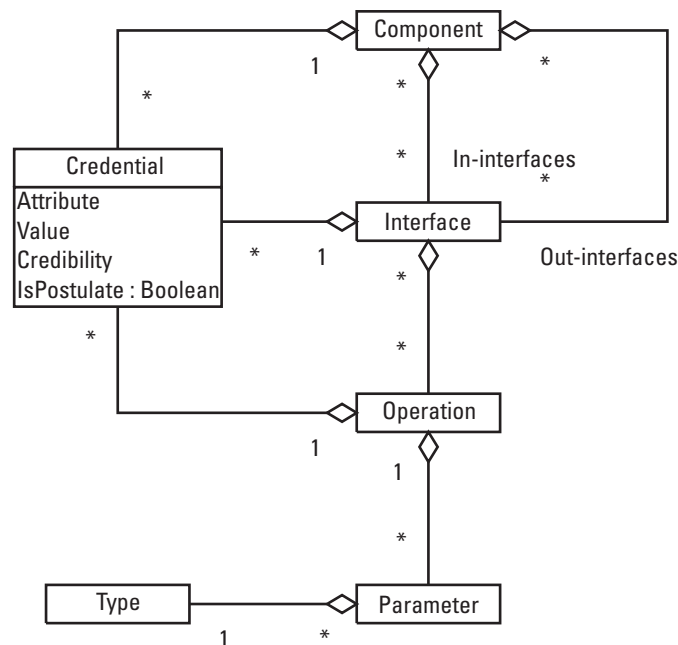 Component
1
*
*
*
*
In-interfaces
*
Credential
Attribute
Value
Credibility
IsPostulate : Boolean
Interface
*
1
*
Out-interfaces
*
*
Operation
1
1
*
Type
Parameter
1
*